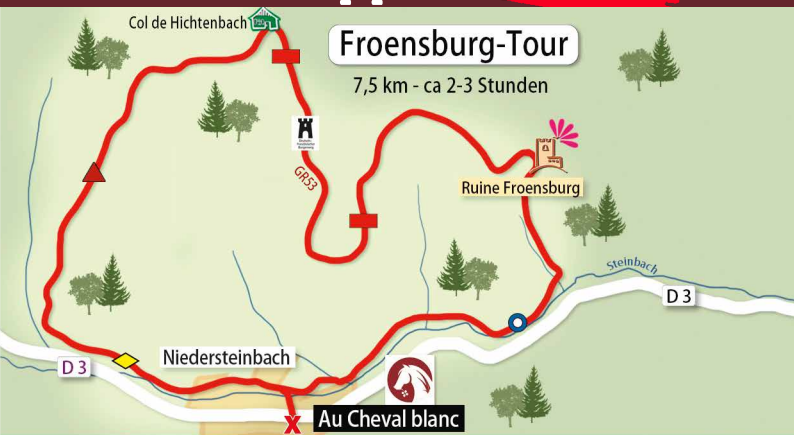 Col de Hichtenbach
Froensburg-Tour
7,5 km - ca 2-3 Stunden
GR53
Ruine Froensburg
Steinbach
D 3
Niedersteinbach
D 3
X
Au Cheval blanc